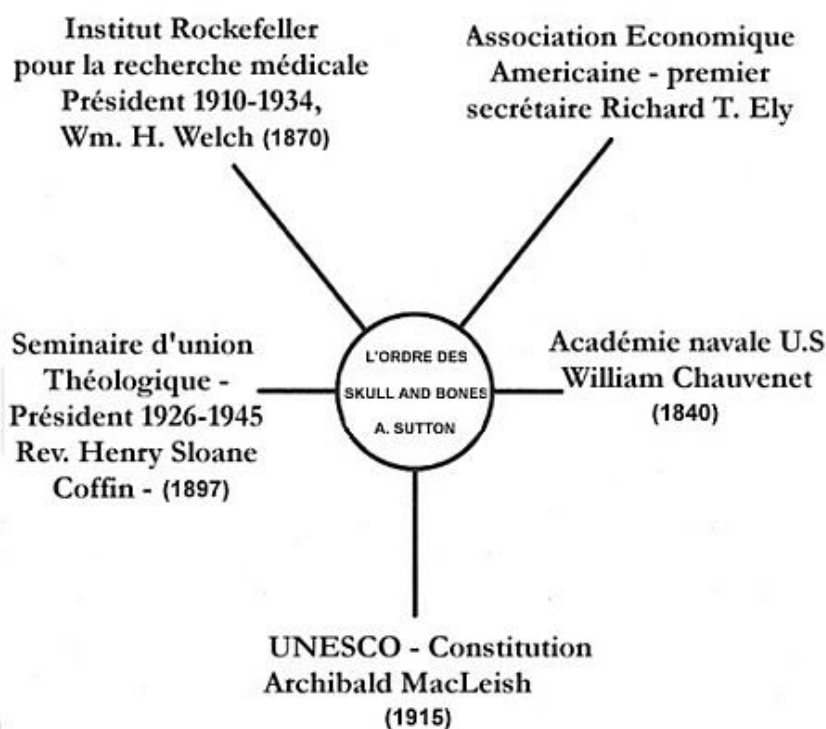 Institut Rockefeller
pour la recherche médicale
Président 1910-1934,
Wm. H. Welch (1870)
Association Economique
Americaine - premier
secrétaire Richard T. Ely
L'ORDRE DES
SKULL AND BONES
A. SUTTON
Seminaire d'union
Théologique -
Président 1926-1945
Rev. Henry Sloane
Coffin - (1897)
Académie navale U.S
William Chauvenet
(1840)
UNESCO - Constitution
Archibald MacLeish
(1915)